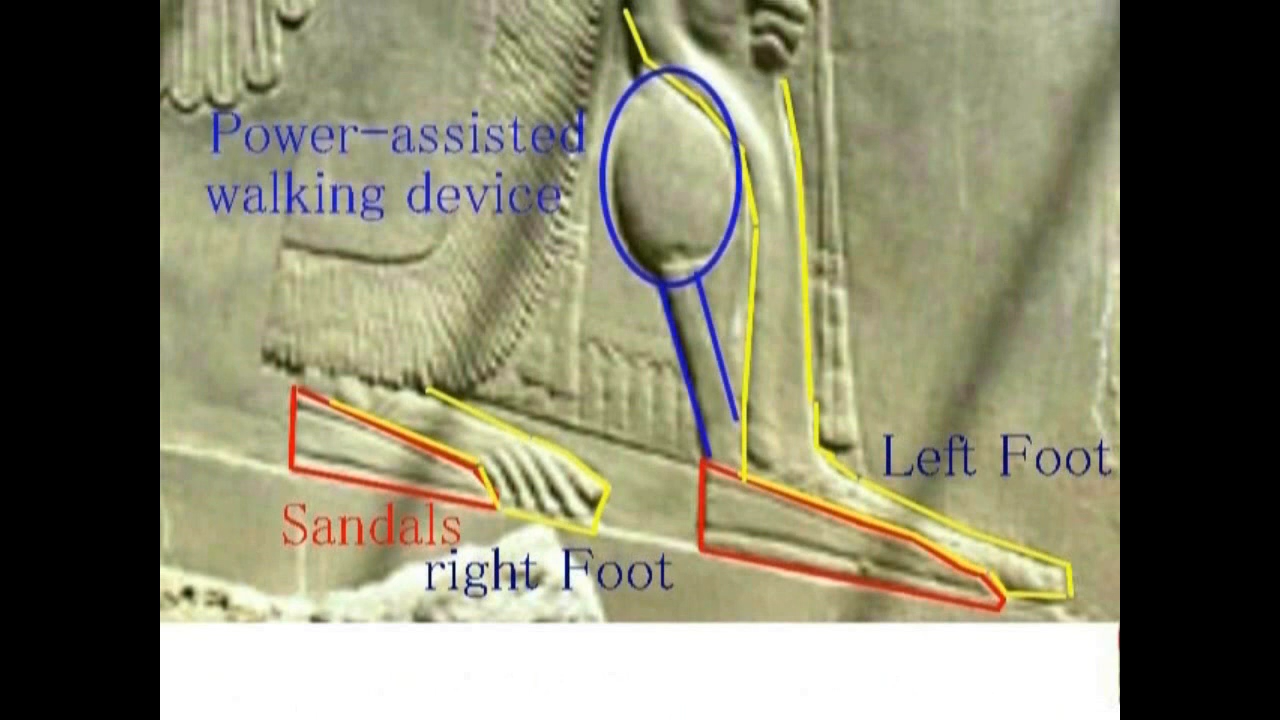 Power-assisted
walking device
Left Foot
Sandals
right Foot